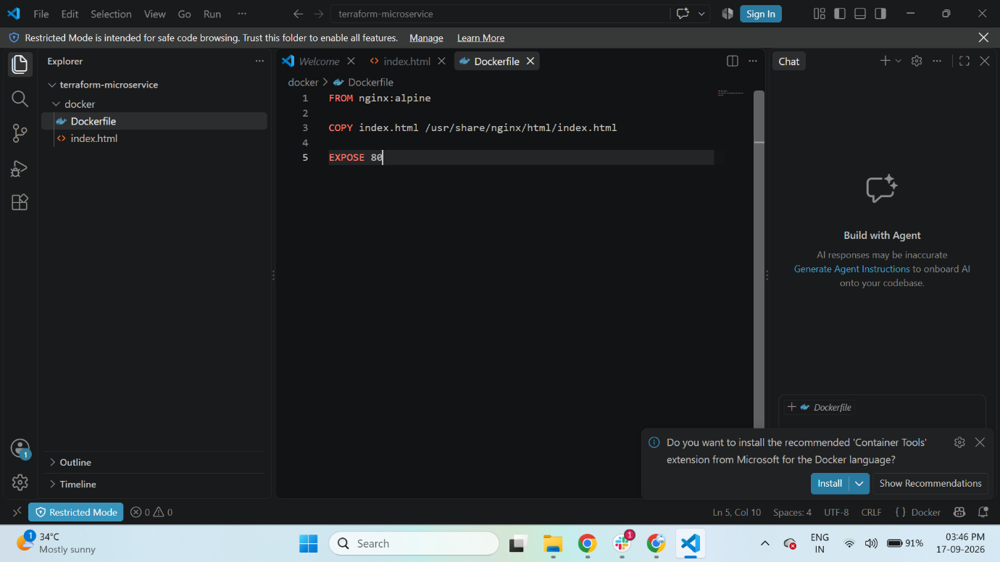 File Edit Selection View Go Run ··· terraform-microservice Sign In
Restricted Mode is intended for safe code browsing. Trust this folder to enable all features. Manage Learn More
Explorer
terraform-microservice
docker
Dockerfile
index.html
Outline
Timeline
Welcome index.html Dockerfile
docker > Dockerfile
1 FROM nginx:alpine
2
3 COPY index.html /usr/share/nginx/html/index.html
4
5 EXPOSE 80
Chat
Build with Agent
AI responses may be inaccurate
Generate Agent Instructions to onboard AI
onto your codebase.
Dockerfile
Do you want to install the recommended 'Container Tools'
extension from Microsoft for the Docker language?
Install Show Recommendations
1
Restricted Mode 0 0 Ln 5, Col 10 Spaces: 4 UTF-8 CRLF { } Docker
1
34°C
Mostly sunny
Search
1
ENG
IN
91%
03:46 PM
17-09-2026